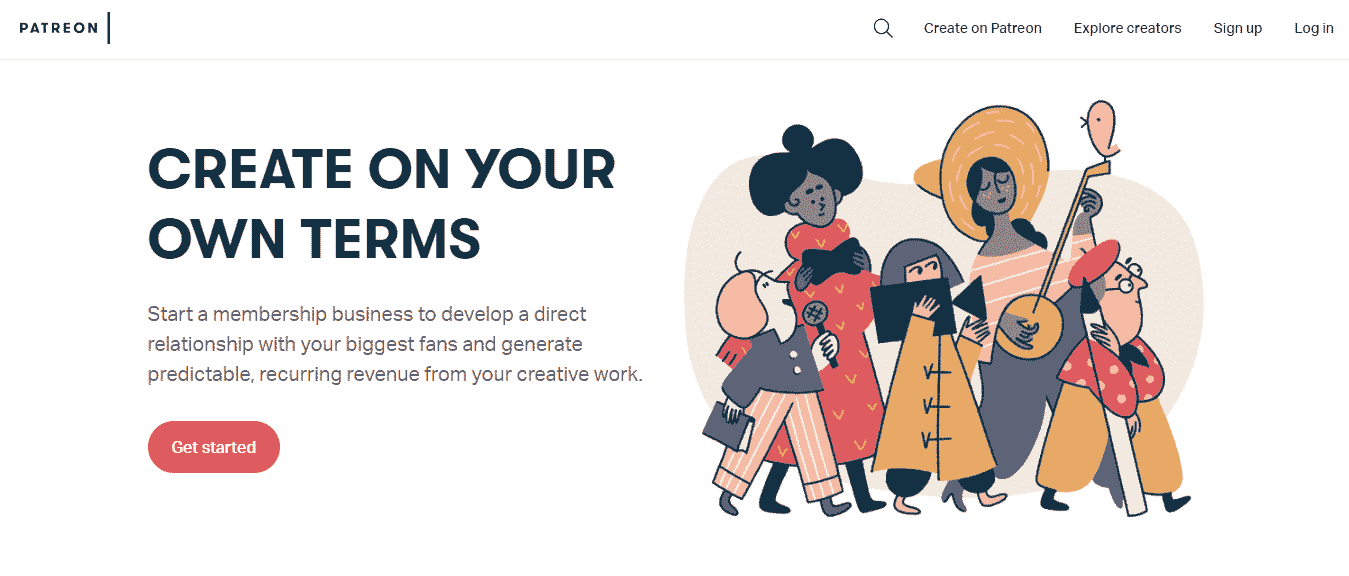 PATREON
Create on Patreon
Explore creators
Sign up
Log in
CREATE ON YOUR
OWN TERMS
Start a membership business to develop a direct
relationship with your biggest fans and generate
predictable, recurring revenue from your creative work.
Get started